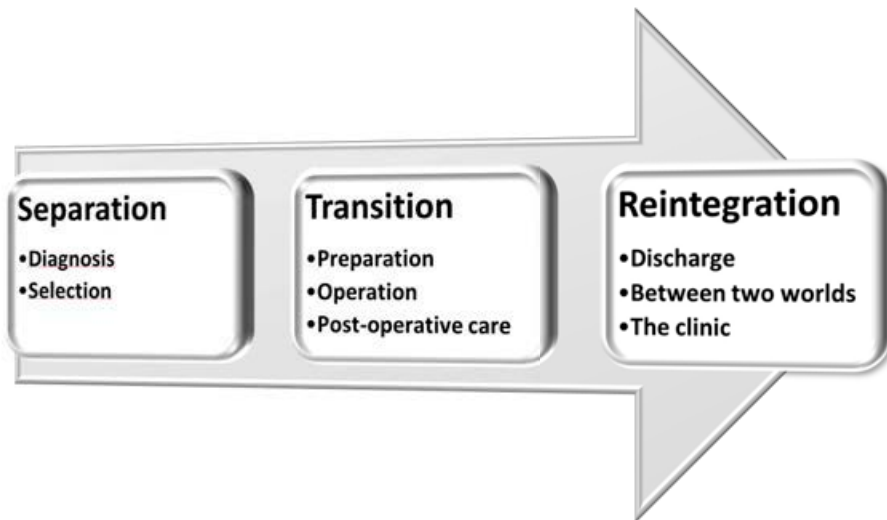 Separation
•Diagnosis
•Selection
Transition
•Preparation
•Operation
•Post-operative care
Reintegration
•Discharge
•Between two worlds
•The clinic